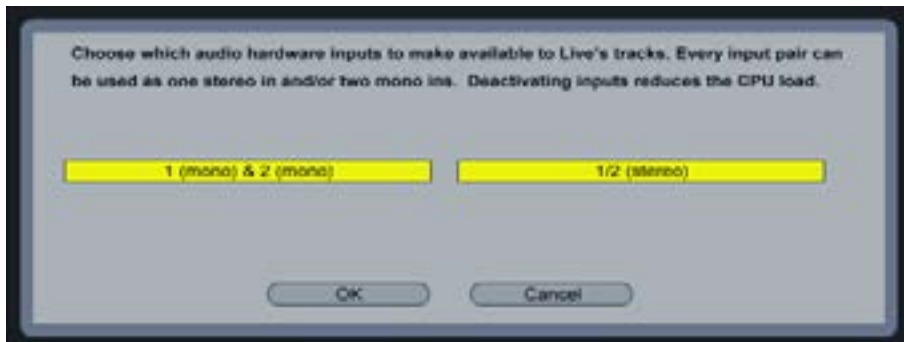 Choose which audio hardware inputs to make available to Live's tracks. Every input pair can
be used as one stereo in and/or two mono ins. Deactivating inputs reduces the CPU load.
1 (mono) & 2 (mono)
1/2 (stereo)
OK
Cancel